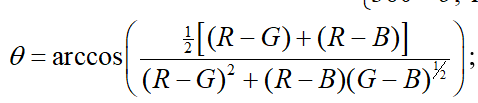 θ = arccos( ½[(R − G) + (R − B)] / (R − G)² + (R − B)(G − B)^½ );